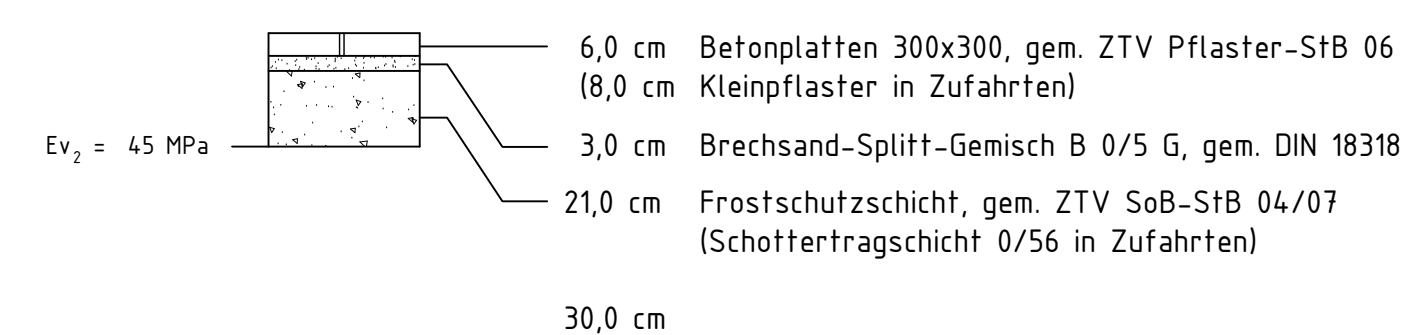 6,0 cm Betonplatten 300x300, gem. ZTV Pflaster-StB 06
(8,0 cm Kleinpflaster in Zufahrten)
Ev₂ = 45 MPa
3,0 cm Brechsand-Splitt-Gemisch B 0/5 G, gem. DIN 18318
21,0 cm Frostschutzschicht, gem. ZTV SoB-StB 04/07
(Schottertragschicht 0/56 in Zufahrten)
30,0 cm